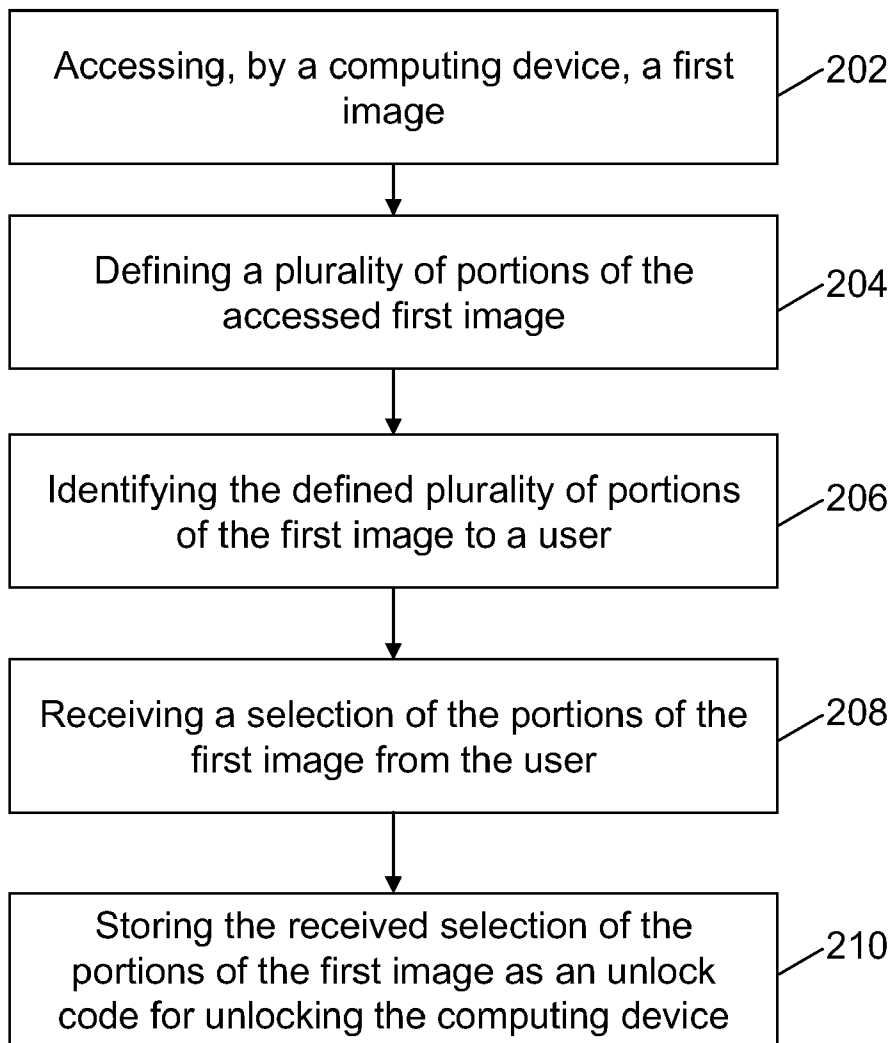 Accessing, by a computing device, a first
image
202
Defining a plurality of portions of the
accessed first image
204
Identifying the defined plurality of portions
of the first image to a user
206
Receiving a selection of the portions of the
first image from the user
208
Storing the received selection of the
portions of the first image as an unlock
code for unlocking the computing device
210